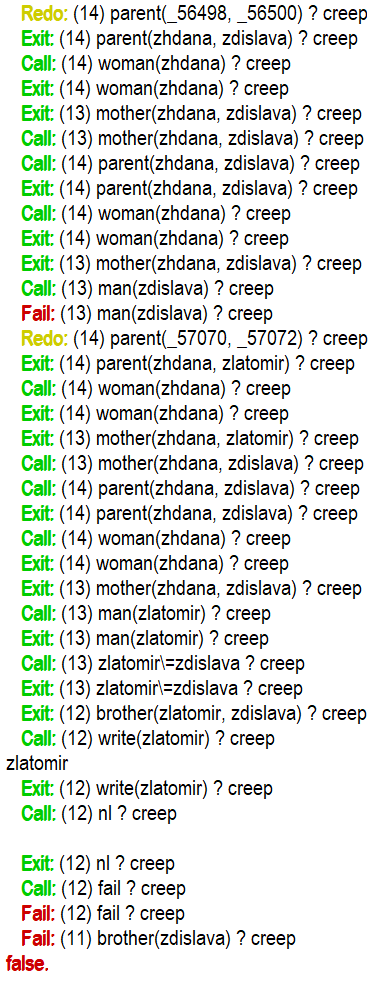 Redo: (14) parent(_56498, _56500) ? creep
Exit: (14) parent(zhdana, zdislava) ? creep
Call: (14) woman(zhdana) ? creep
Exit: (14) woman(zhdana) ? creep
Exit: (13) mother(zhdana, zdislava) ? creep
Call: (13) mother(zhdana, zdislava) ? creep
Call: (14) parent(zhdana, zdislava) ? creep
Exit: (14) parent(zhdana, zdislava) ? creep
Call: (14) woman(zhdana) ? creep
Exit: (14) woman(zhdana) ? creep
Exit: (13) mother(zhdana, zdislava) ? creep
Call: (13) man(zdislava) ? creep
Fail: (13) man(zdislava) ? creep
Redo: (14) parent(_57070, _57072) ? creep
Exit: (14) parent(zhdana, zlatomir) ? creep
Call: (14) woman(zhdana) ? creep
Exit: (14) woman(zhdana) ? creep
Exit: (13) mother(zhdana, zlatomir) ? creep
Call: (13) mother(zhdana, zdislava) ? creep
Call: (14) parent(zhdana, zdislava) ? creep
Exit: (14) parent(zhdana, zdislava) ? creep
Call: (14) woman(zhdana) ? creep
Exit: (14) woman(zhdana) ? creep
Exit: (13) mother(zhdana, zdislava) ? creep
Call: (13) man(zlatomir) ? creep
Exit: (13) man(zlatomir) ? creep
Call: (13) zlatomir\=zdislava ? creep
Exit: (13) zlatomir\=zdislava ? creep
Exit: (12) brother(zlatomir, zdislava) ? creep
Call: (12) write(zlatomir) ? creep
zlatomir
Exit: (12) write(zlatomir) ? creep
Call: (12) nl ? creep
Exit: (12) nl ? creep
Call: (12) fail ? creep
Fail: (12) fail ? creep
Fail: (11) brother(zdislava) ? creep
false.